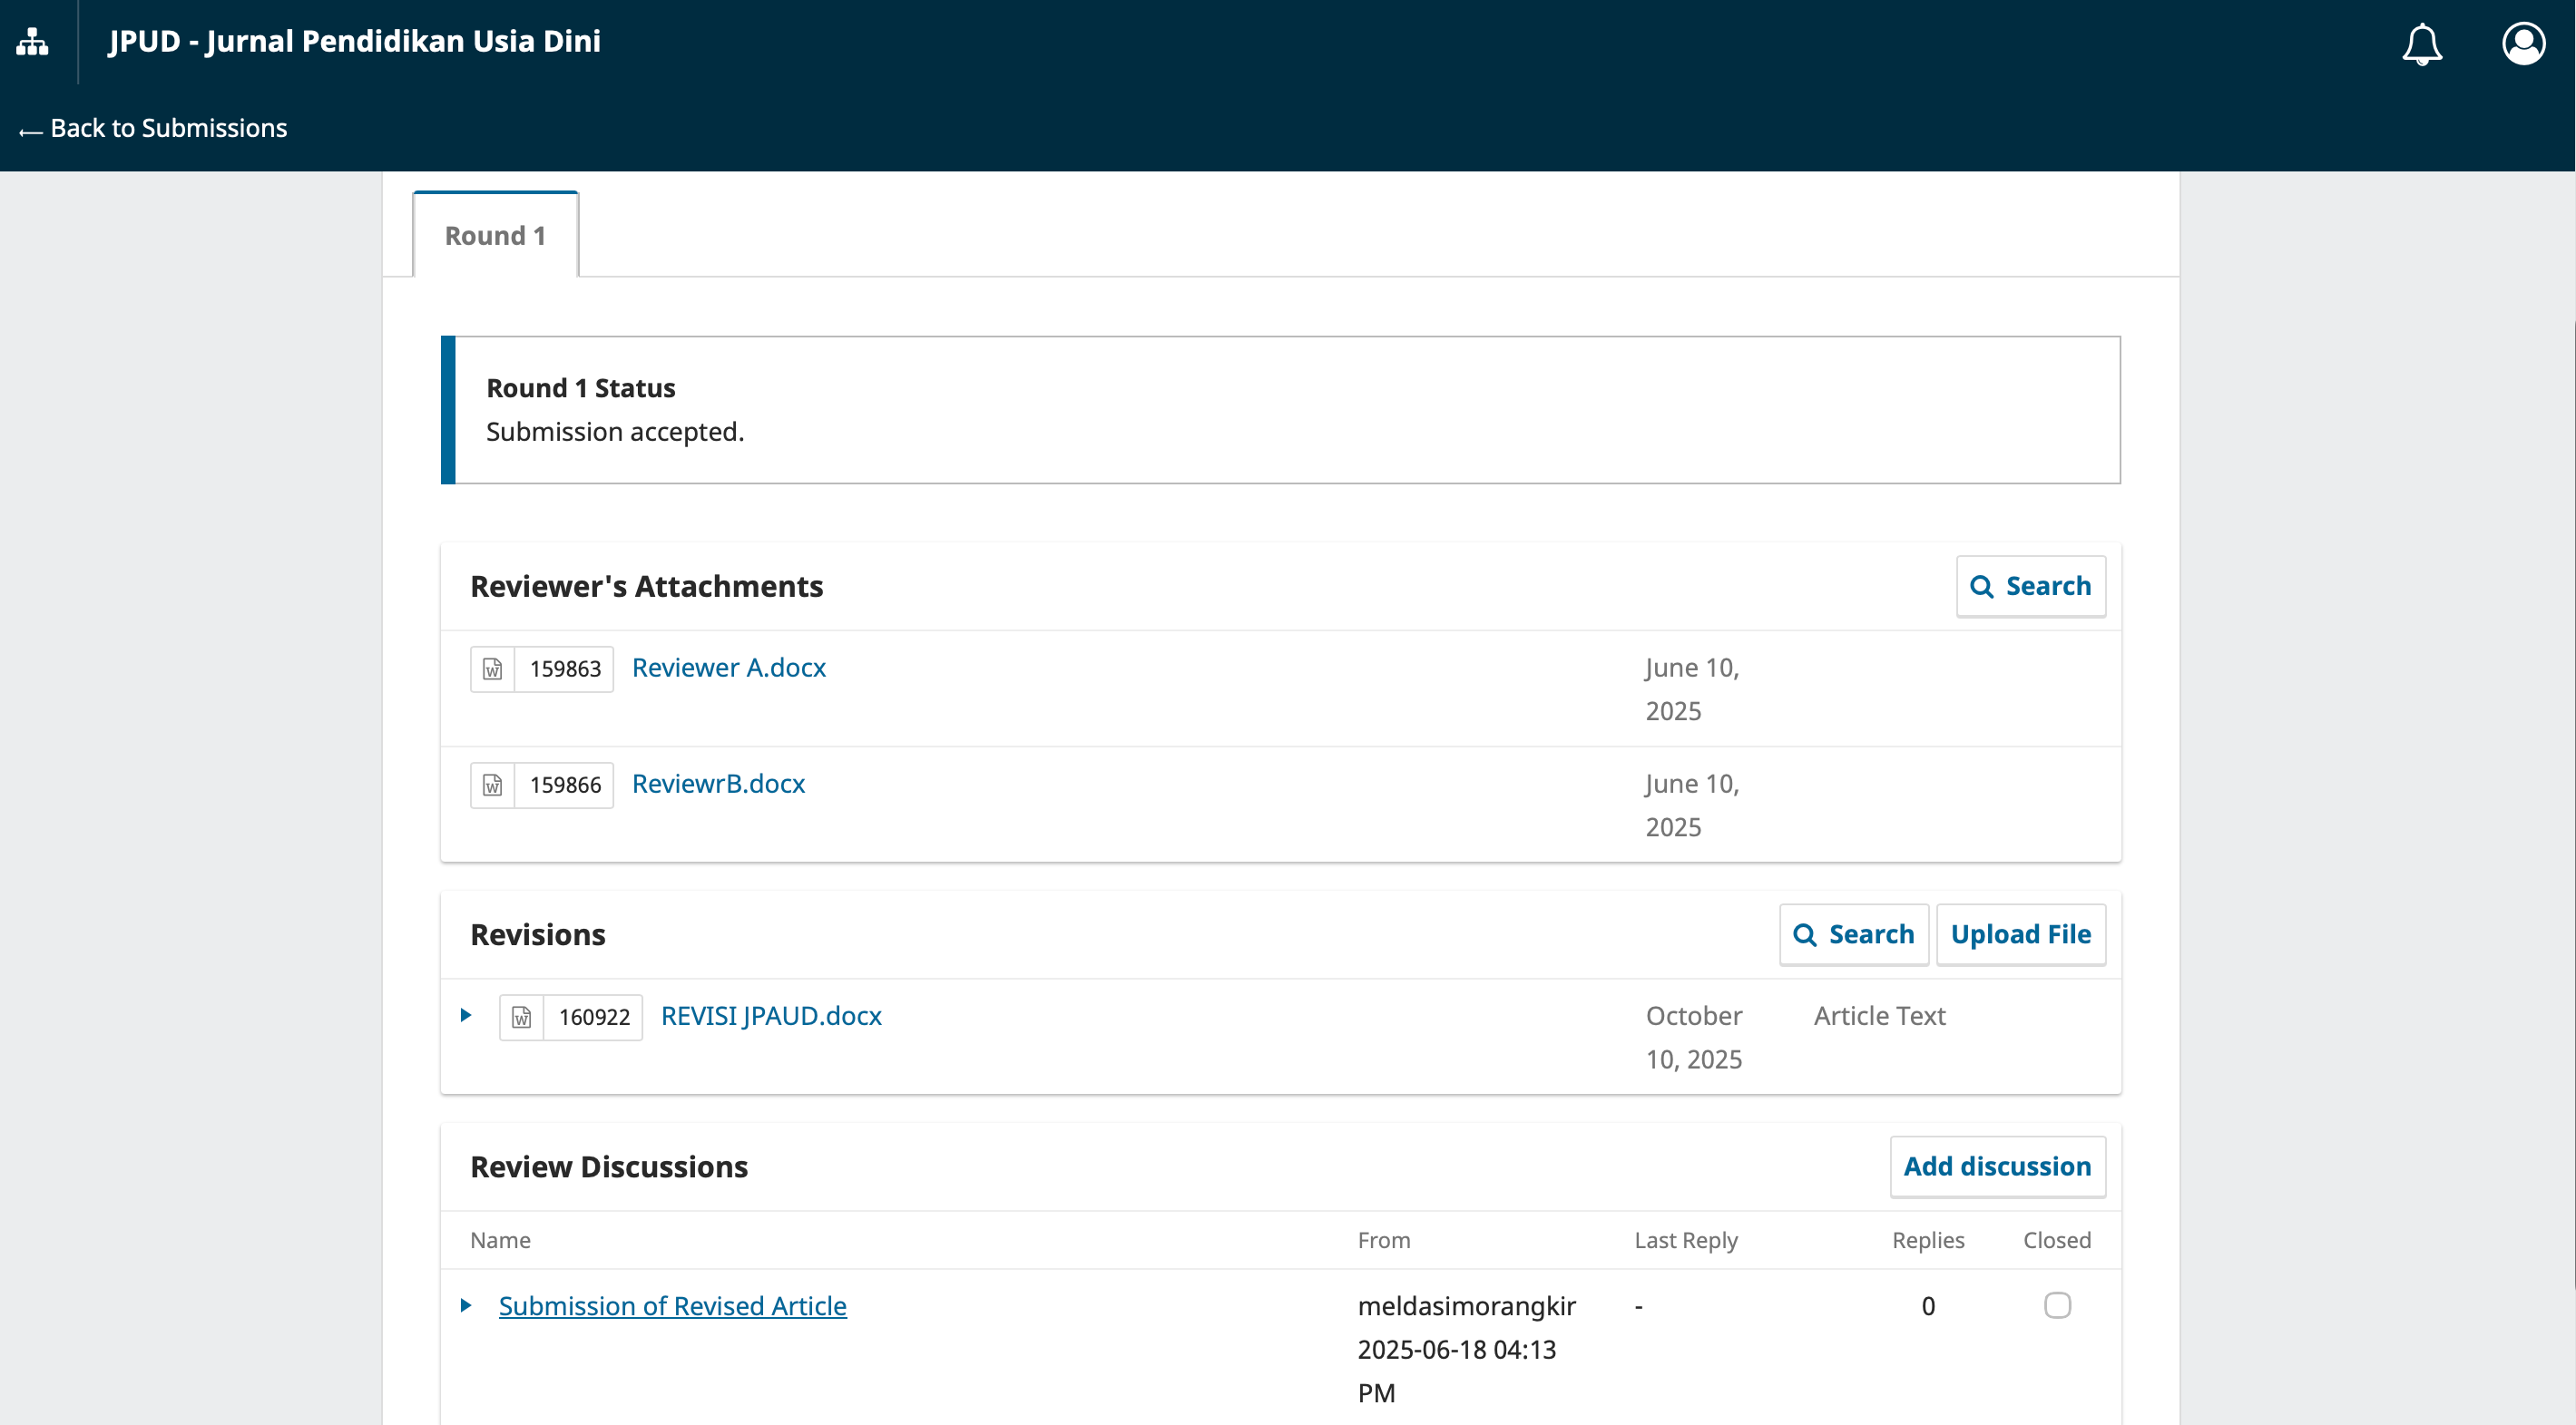 JPUD - Jurnal Pendidikan Usia Dini
← Back to Submissions
Round 1
Round 1 Status
Submission accepted.
Reviewer's Attachments
Search
159863 Reviewer A.docx June 10,
2025
159866 ReviewrB.docx June 10,
2025
Revisions
Search Upload File
160922 REVISI JPAUD.docx October Article Text
10, 2025
Review Discussions
Add discussion
Name From Last Reply Replies Closed
Submission of Revised Article meldasimorangkir - 0
2025-06-18 04:13
PM